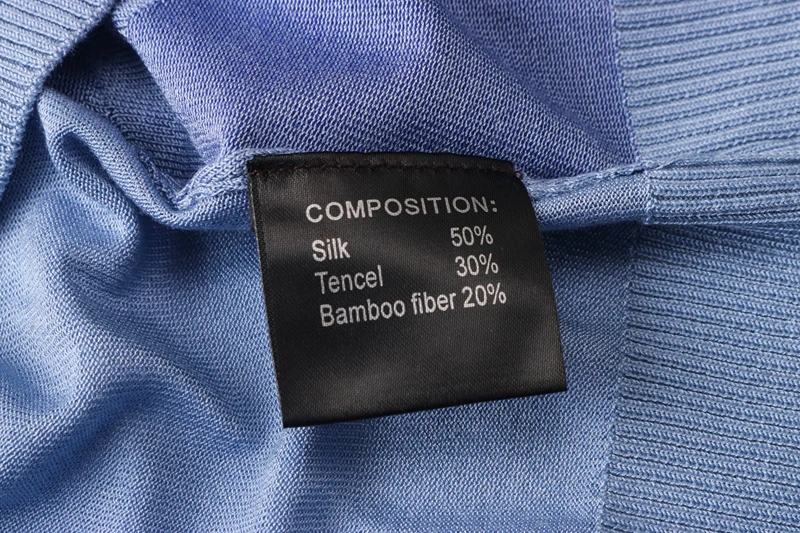 COMPOSITION:
Silk 50%
Tencel 30%
Bamboo fiber 20%